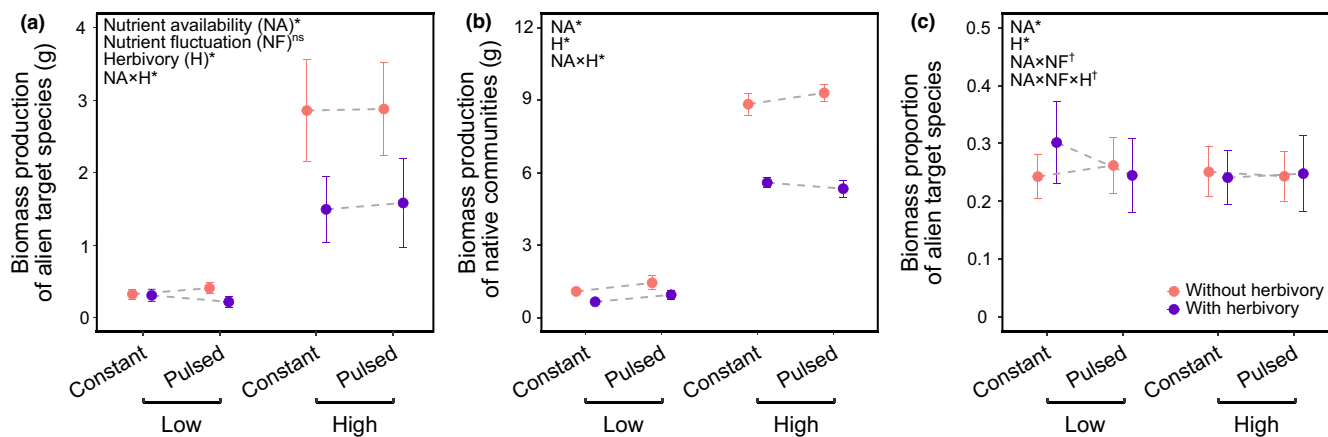 (a)
Nutrient availability (NA)*
Nutrient fluctuation (NF)ns
Herbivory (H)*
NA×H*
Biomass production
of alien target species (g)
4
3
2
1
0
Constant
Pulsed
Constant
Pulsed
Low
High
(b)
NA*
H*
NA×H*
Biomass production
of native communities (g)
12
9
6
3
0
Constant
Pulsed
Constant
Pulsed
Low
High
(c)
NA*
H*
NA×NF†
NA×NF×H†
Biomass proportion
of alien target species
0.5
0.4
0.3
0.2
0.1
0
Without herbivory
With herbivory
Constant
Pulsed
Constant
Pulsed
Low
High